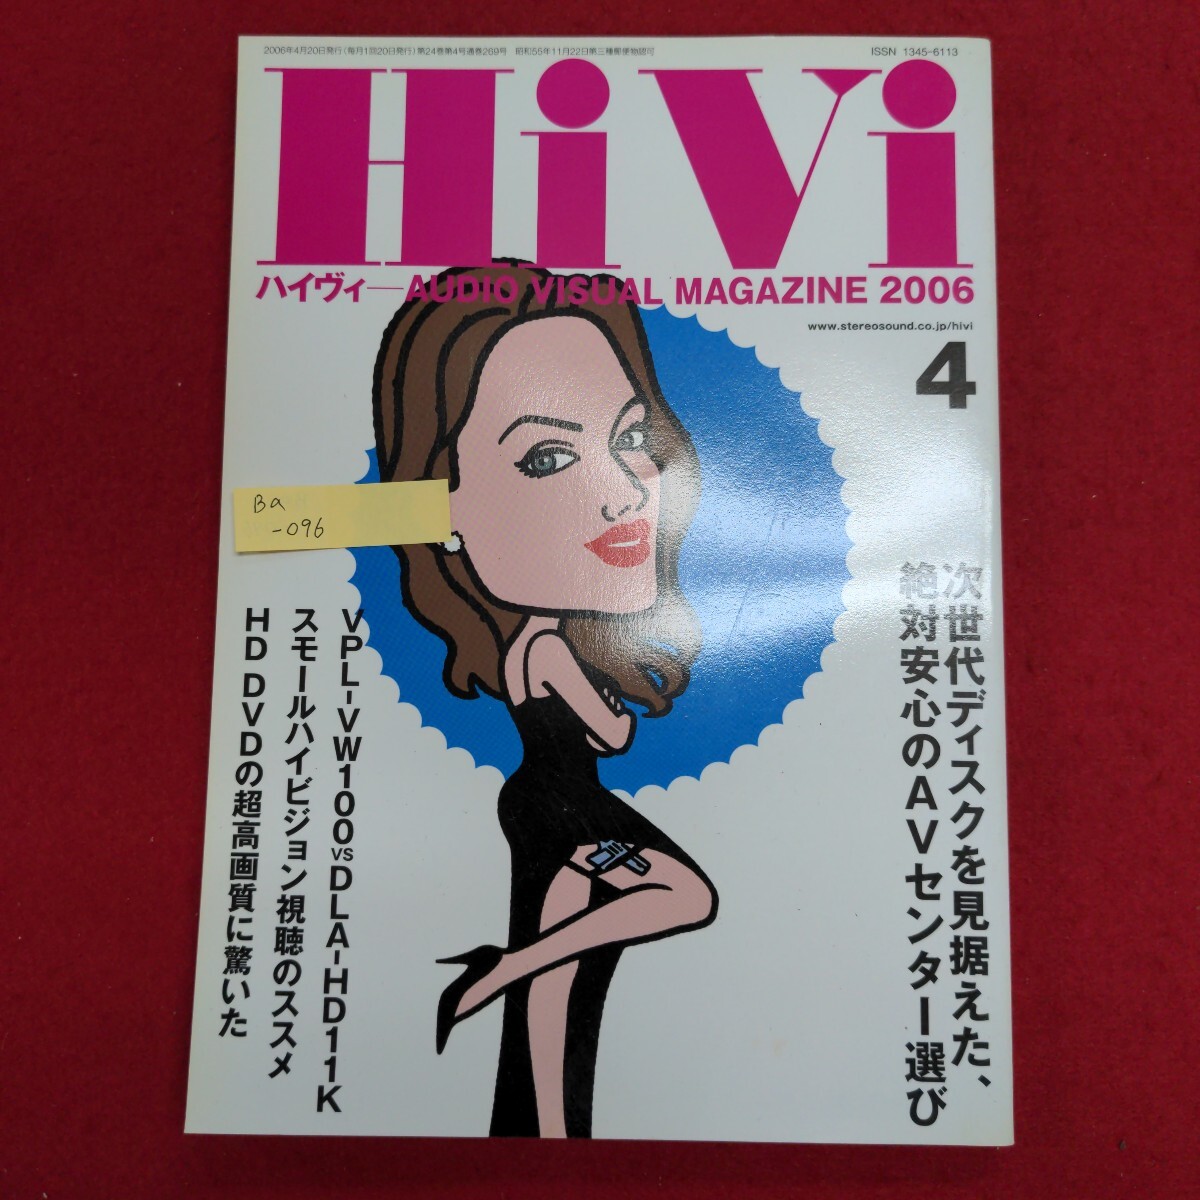 2006年4月20日発行(毎月1回20日発行)第24巻第4号通巻269号 昭和55年11月22日第三種郵便物認可
ISSN 1345-6113
HiVi
ハイヴィ—AUDIO VISUAL MAGAZINE 2006
www.stereosound.co.jp/hivi
4
Ba
-096
次世代ディスクを見据えた、
絶対安心のAVセンター選び
VPL-VW100 VS DLA-HD11K
スモールハイビジョン視聴のススメ
HD DVDの超高画質に驚いた